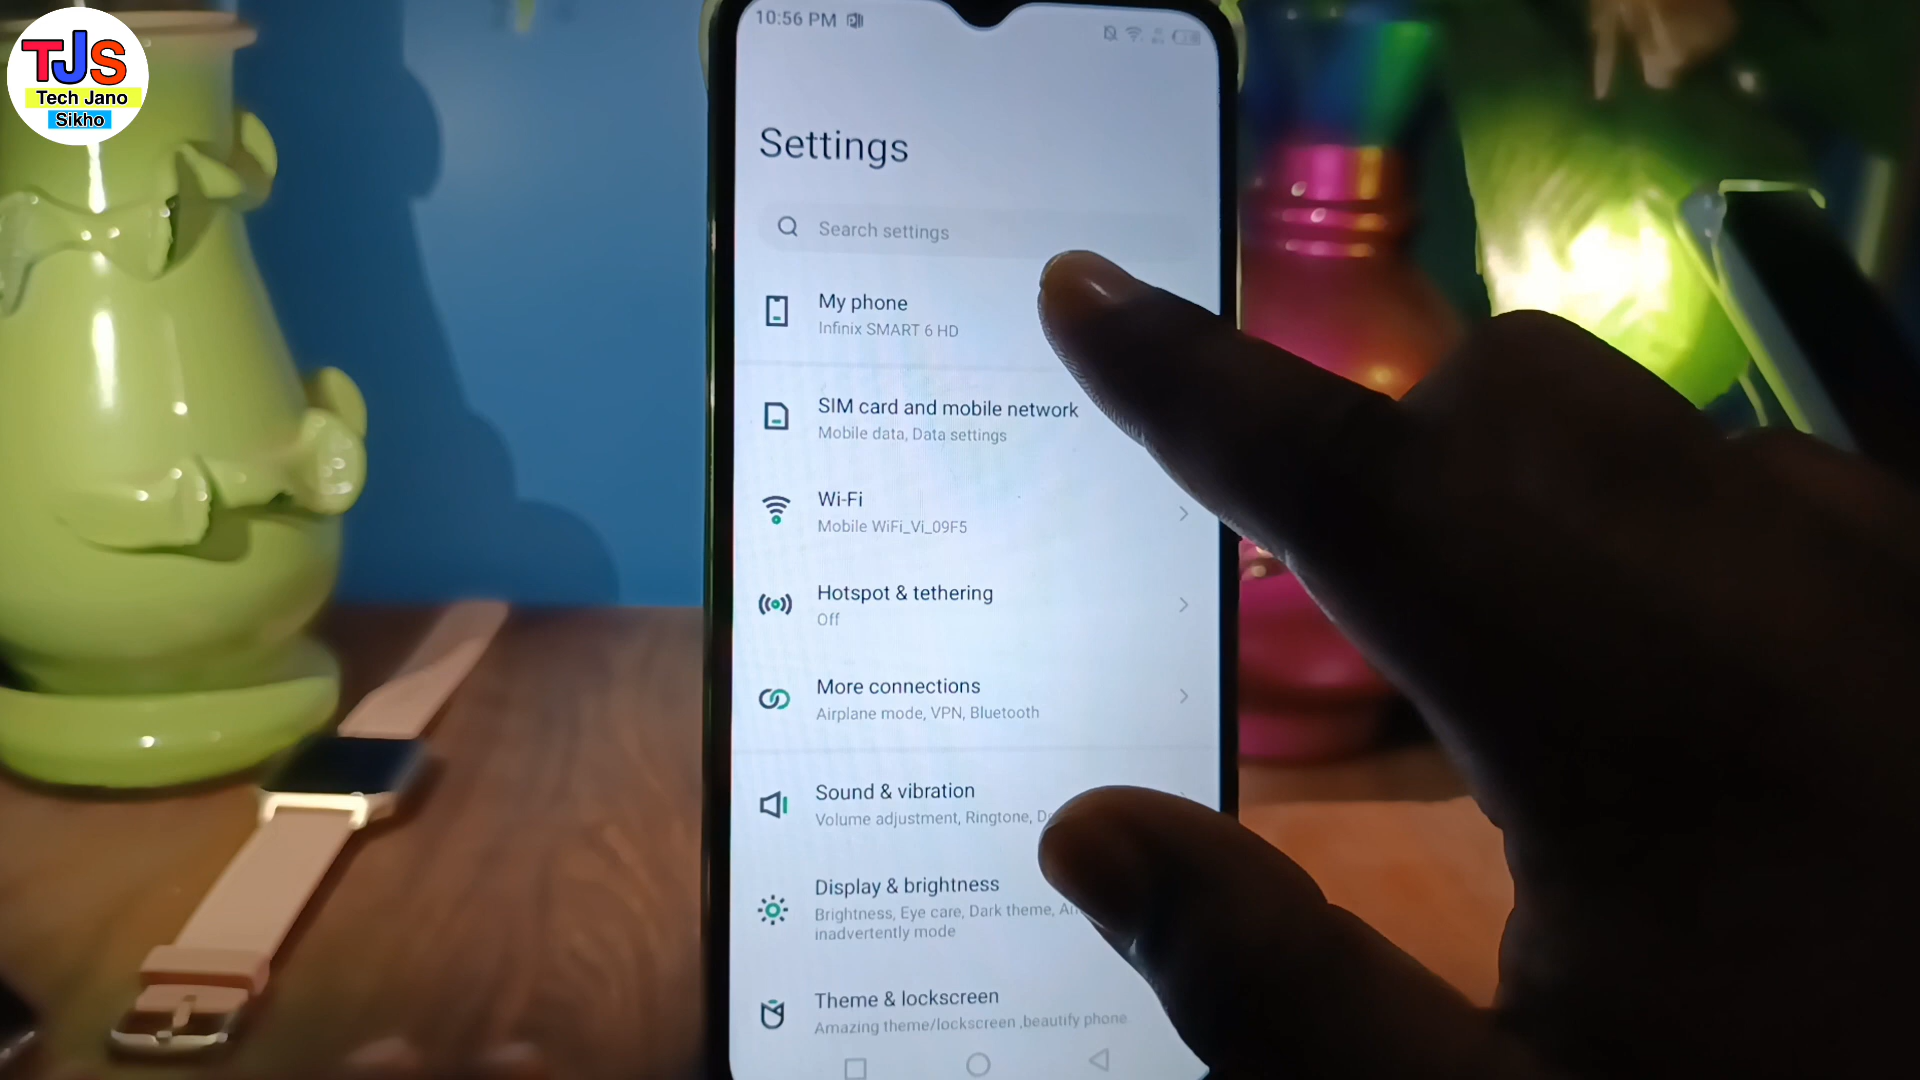 TJS
Tech Jano
Sikho
10:56 PM
Settings
Search settings
My phone
Infinix SMART 6 HD
SIM card and mobile network
Mobile data, Data settings
Wi-Fi
Mobile WiFi_Vi_09F5
Hotspot & tethering
Off
More connections
Airplane mode, VPN, Bluetooth
Sound & vibration
Volume adjustment, Ringtone,
Display & brightness
Brightness, Eye care, Dark theme,
inadvertently mode
Theme & lockscreen
Amazing theme/lockscreen ,beautify phone